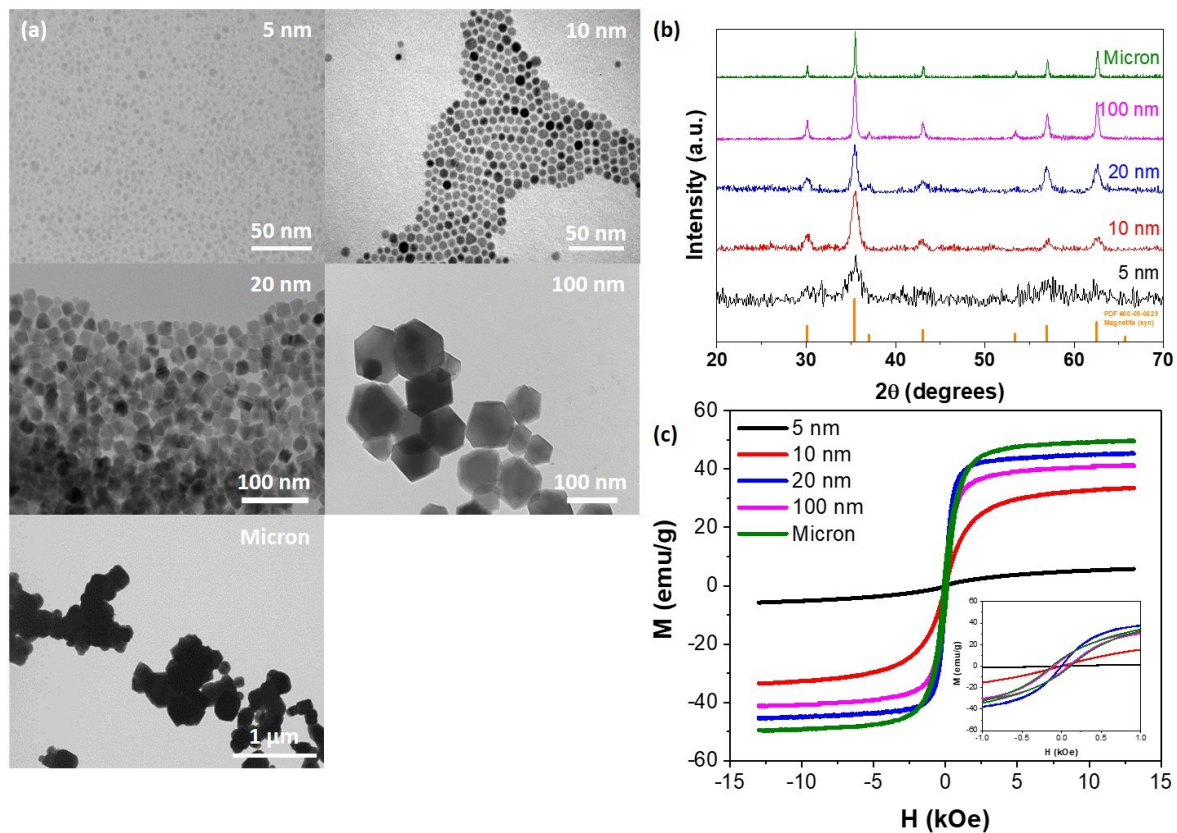 (a)
5 nm
50 nm
10 nm
50 nm
20 nm
100 nm
100 nm
100 nm
Micron
1 µm
(b)
Intensity (a.u.)
Micron
100 nm
20 nm
10 nm
5 nm
Magnetite (syn)
20 30 40 50 60 70
2θ (degrees)
(c)
M (emu/g)
60
40
20
0
-20
-40
-60
5 nm
10 nm
20 nm
100 nm
Micron
M (emu/g)
60
40
20
0
-20
-40
-60
-1.0 -0.5 0.0 0.5 1.0
H (kOe)
-15 -10 -5 0 5 10 15
H (kOe)